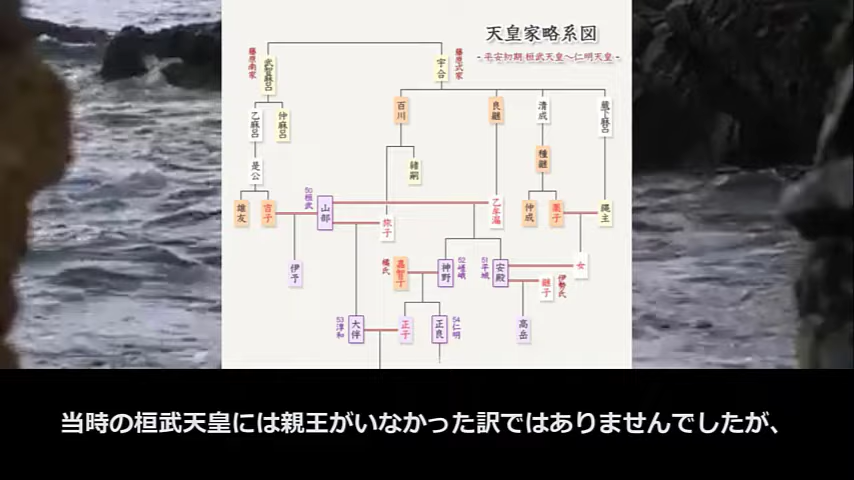 天皇家略系図
- 平安初期:桓武天皇～仁明天皇 -
藤原南家
武智麻呂
宇合
藤原式家
乙麻呂
仲麻呂
百川
良継
清成
蔵下麻呂
是公
緒嗣
種継
雄友
吉子
50 桓武
山部
旅子
乙牟漏
仲成
薬子
縄主
伊予
橘氏
嘉智子
神野
52 嵯峨
51 平城
安殿
女
継子
伊勢氏
53 淳和
大伴
正子
正良
54 仁明
高岳
当時の桓武天皇には親王がいなかった訳ではありませんでしたが、